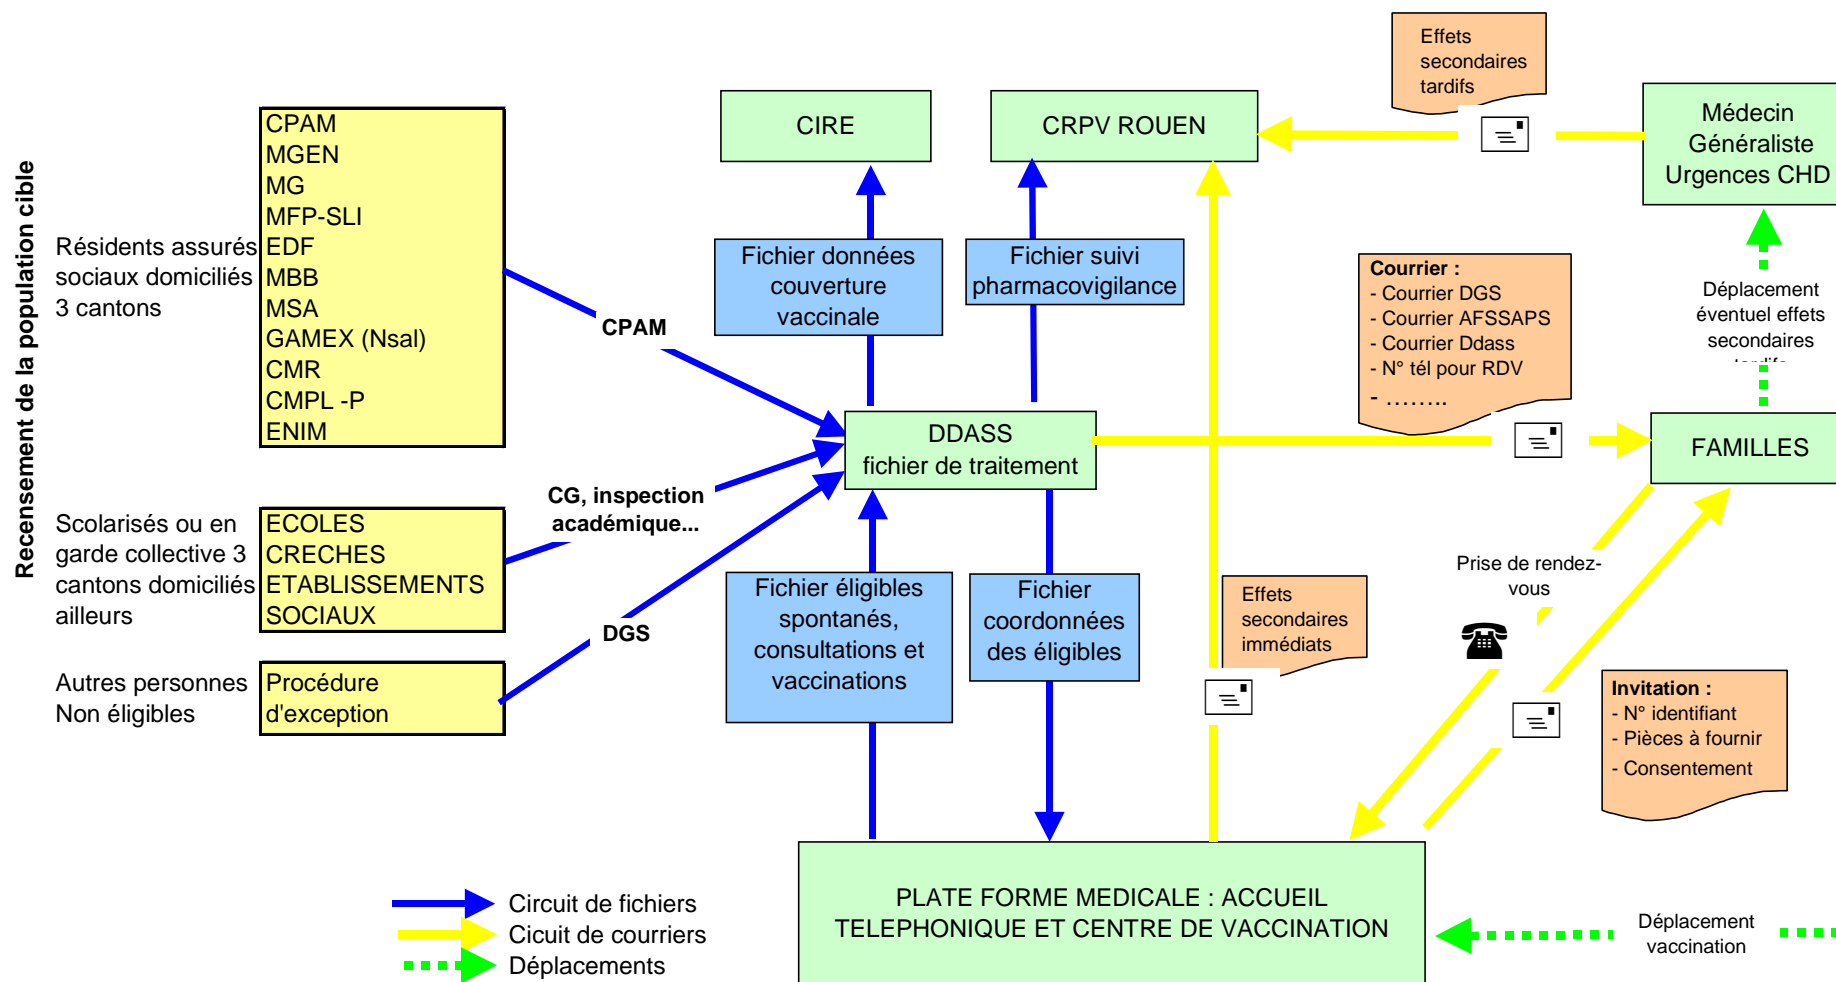 Recensement de la population cible
Résidents assurés
sociaux domiciliés
3 cantons
CPAM
MGEN
MG
MFP-SLI
EDF
MBB
MSA
GAMEX (Nsal)
CMR
CMPL -P
ENIM
Scolarisés ou en
garde collective 3
cantons domiciliés
ailleurs
ECOLES
CRECHES
ETABLISSEMENTS
SOCIAUX
Autres personnes
Non éligibles
Procédure
d'exception
CPAM
CG, inspection
académique...
DGS
CIRE
CRPV ROUEN
Effets
secondaires
tardifs
Médecin
Généraliste
Urgences CHD
Fichier données
couverture
vaccinale
Fichier suivi
pharmacovigilance
Courrier :
- Courrier DGS
- Courrier AFSSAPS
- Courrier Ddass
- N° tél pour RDV
- ........
Déplacement
éventuel effets
secondaires
DDASS
fichier de traitement
FAMILLES
Fichier éligibles
spontanés,
consultations et
vaccinations
Fichier
coordonnées
des éligibles
Effets
secondaires
immédiats
Prise de rendez-
vous
Invitation :
- N° identifiant
- Pièces à fournir
- Consentement
PLATE FORME MEDICALE : ACCUEIL
TELEPHONIQUE ET CENTRE DE VACCINATION
Déplacement
vaccination
Circuit de fichiers
Cicuit de courriers
Déplacements